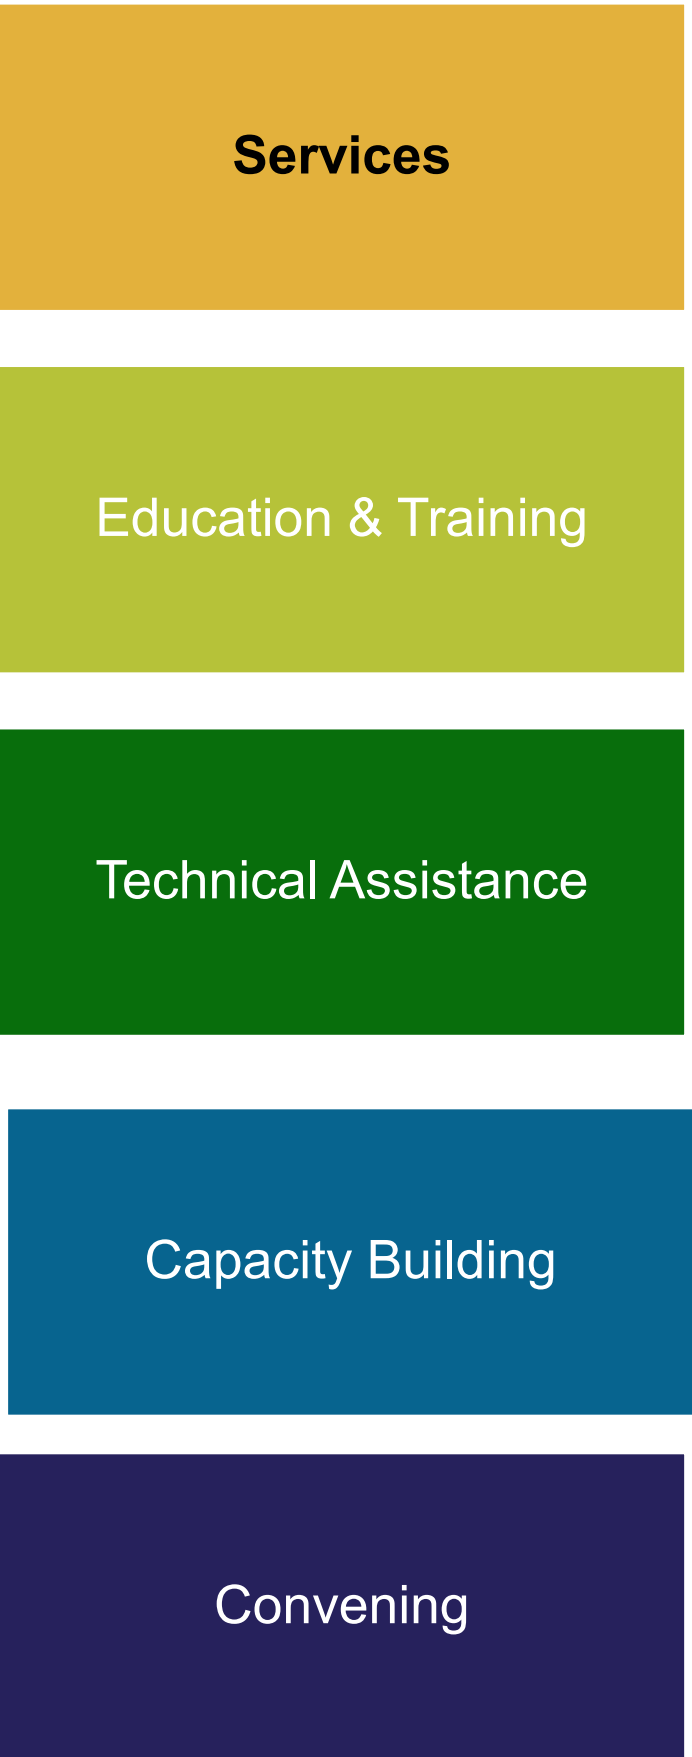 Services
Education & Training
Technical Assistance
Capacity Building
Convening